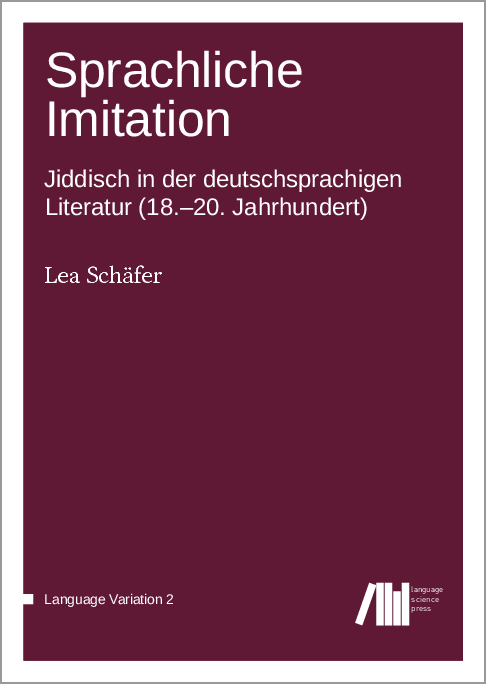 Sprachliche
Imitation
Jiddisch in der deutschsprachigen
Literatur (18.–20. Jahrhundert)
Lea Schäfer
Language Variation 2
language
science
press